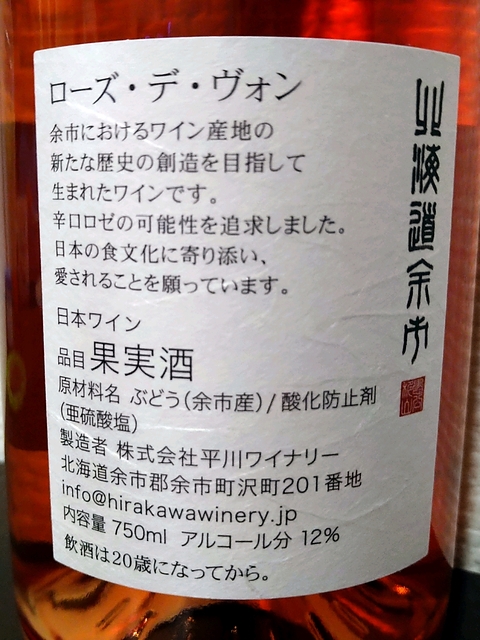 ローズ・デ・ヴォン
余市におけるワイン産地の
新たな歴史の創造を目指して
生まれたワインです。
辛口ロゼの可能性を追求しました。
日本の食文化に寄り添い、
愛されることを願っています。
日本ワイン
品目 果実酒
原材料名 ぶどう(余市産)/酸化防止剤
(亜硫酸塩)
製造者 株式会社平川ワイナリー
北海道余市郡余市町沢町201番地
info@hirakawawinery.jp
内容量 750ml アルコール分 12%
飲酒は20歳になってから。
北海道余市